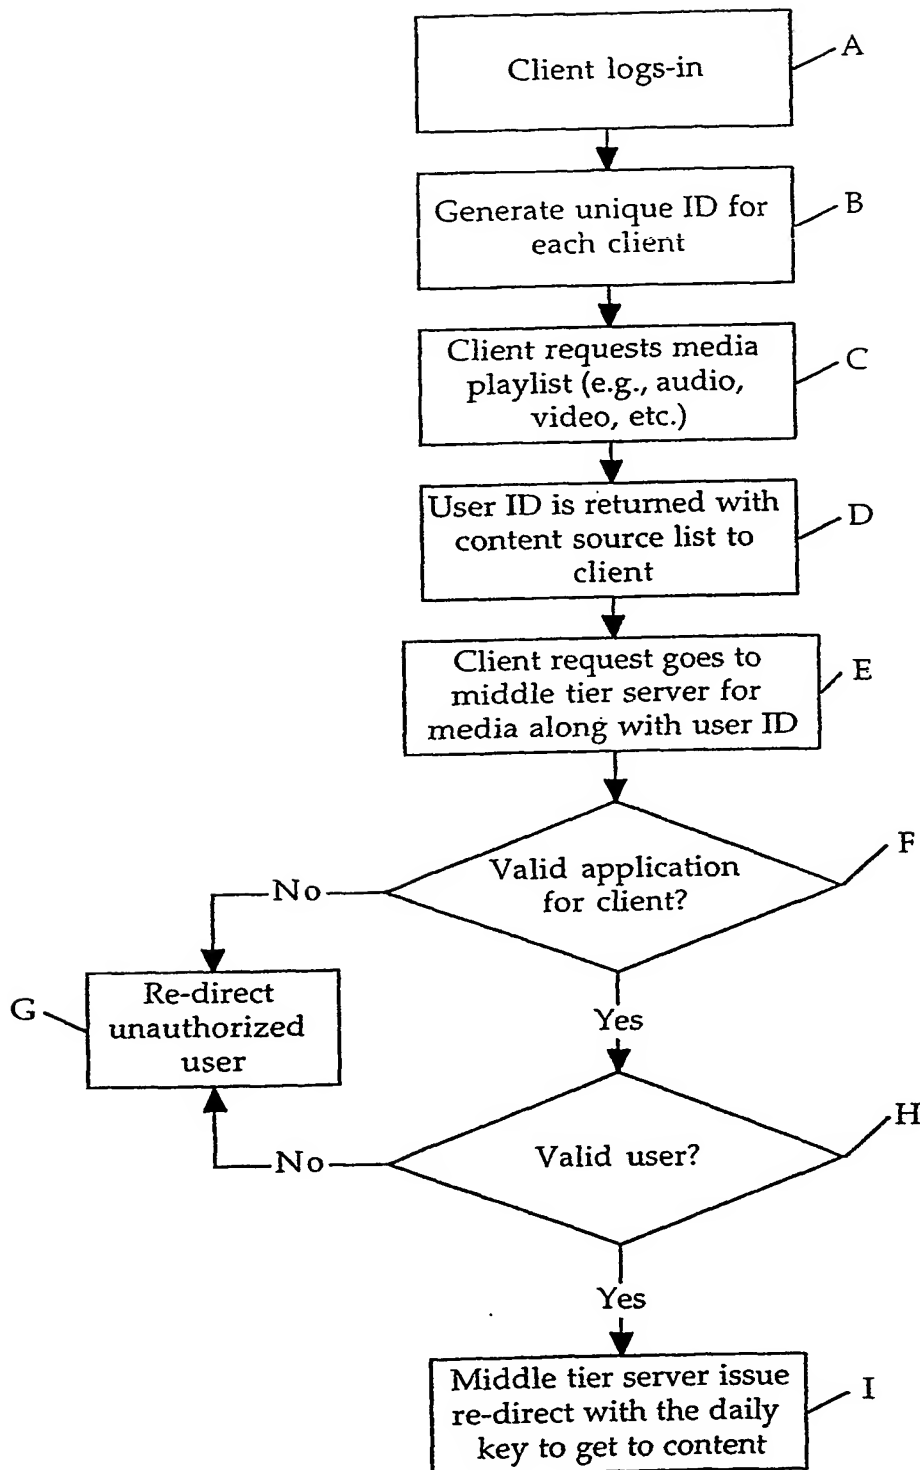 Client logs-in
A
Generate unique ID for
each client
B
Client requests media
playlist (e.g., audio,
video, etc.)
C
User ID is returned with
content source list to
client
D
Client request goes to
middle tier server for
media along with user ID
E
Valid application
for client?
F
No
Re-direct
unauthorized
user
G
Yes
Valid user?
H
No
Yes
Middle tier server issue
re-direct with the daily
key to get to content
I